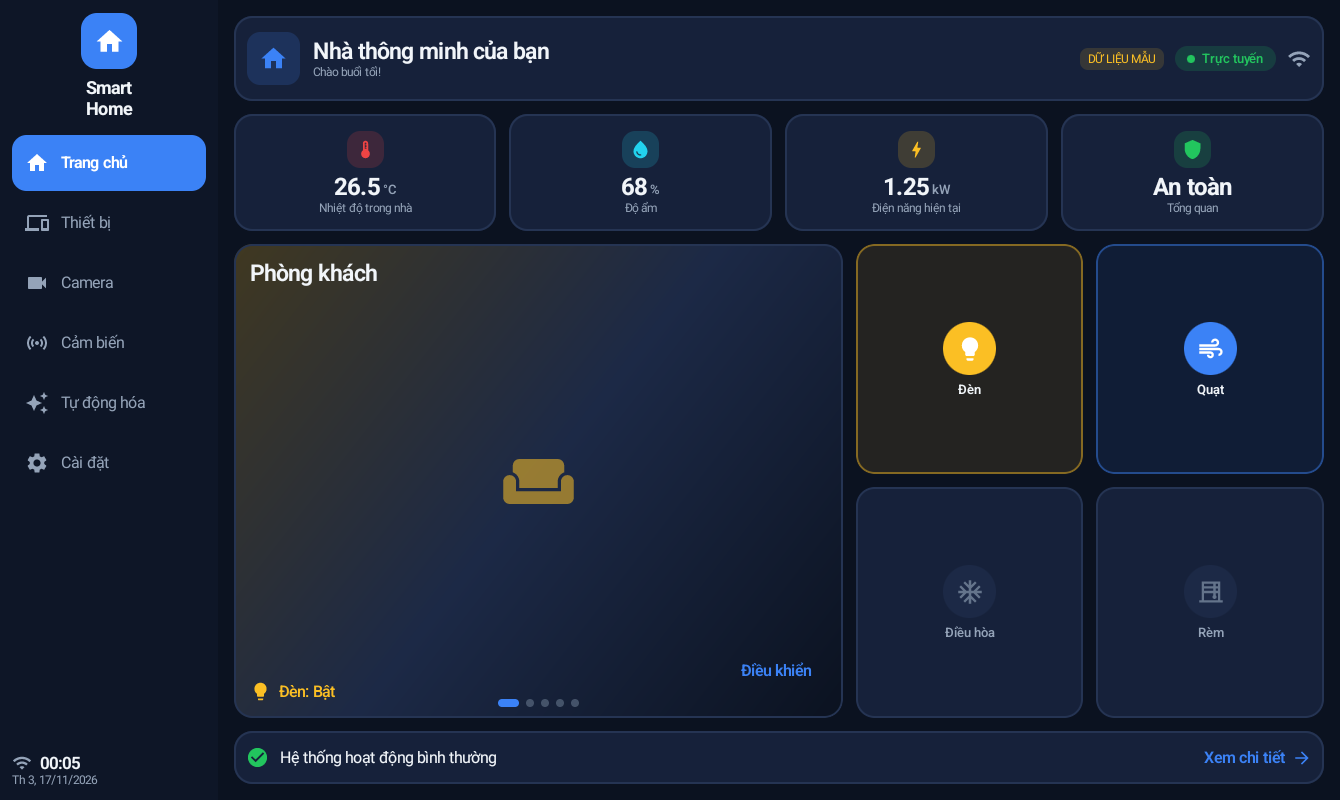 Smart
Home
Trang chủ
Thiết bị
Camera
Cảm biến
Tự động hóa
Cài đặt
00:05
Th 3, 17/11/2026
Nhà thông minh của bạn
Chào buổi tối!
DỮ LIỆU MẪU
Trực tuyến
26.5 °C
Nhiệt độ trong nhà
68 %
Độ ẩm
1.25 kW
Điện năng hiện tại
An toàn
Tổng quan
Phòng khách
Điều khiển
Đèn: Bật
Đèn
Quạt
Điều hòa
Rèm
Hệ thống hoạt động bình thường
Xem chi tiết